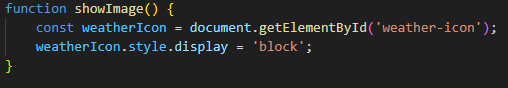 function showImage() {
    const weatherIcon = document.getElementById('weather-icon');
    weatherIcon.style.display = 'block';
}